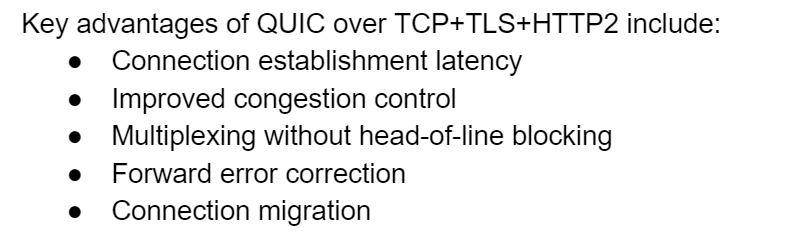 Key advantages of QUIC over TCP+TLS+HTTP2 include:
● Connection establishment latency
● Improved congestion control
● Multiplexing without head-of-line blocking
● Forward error correction
● Connection migration